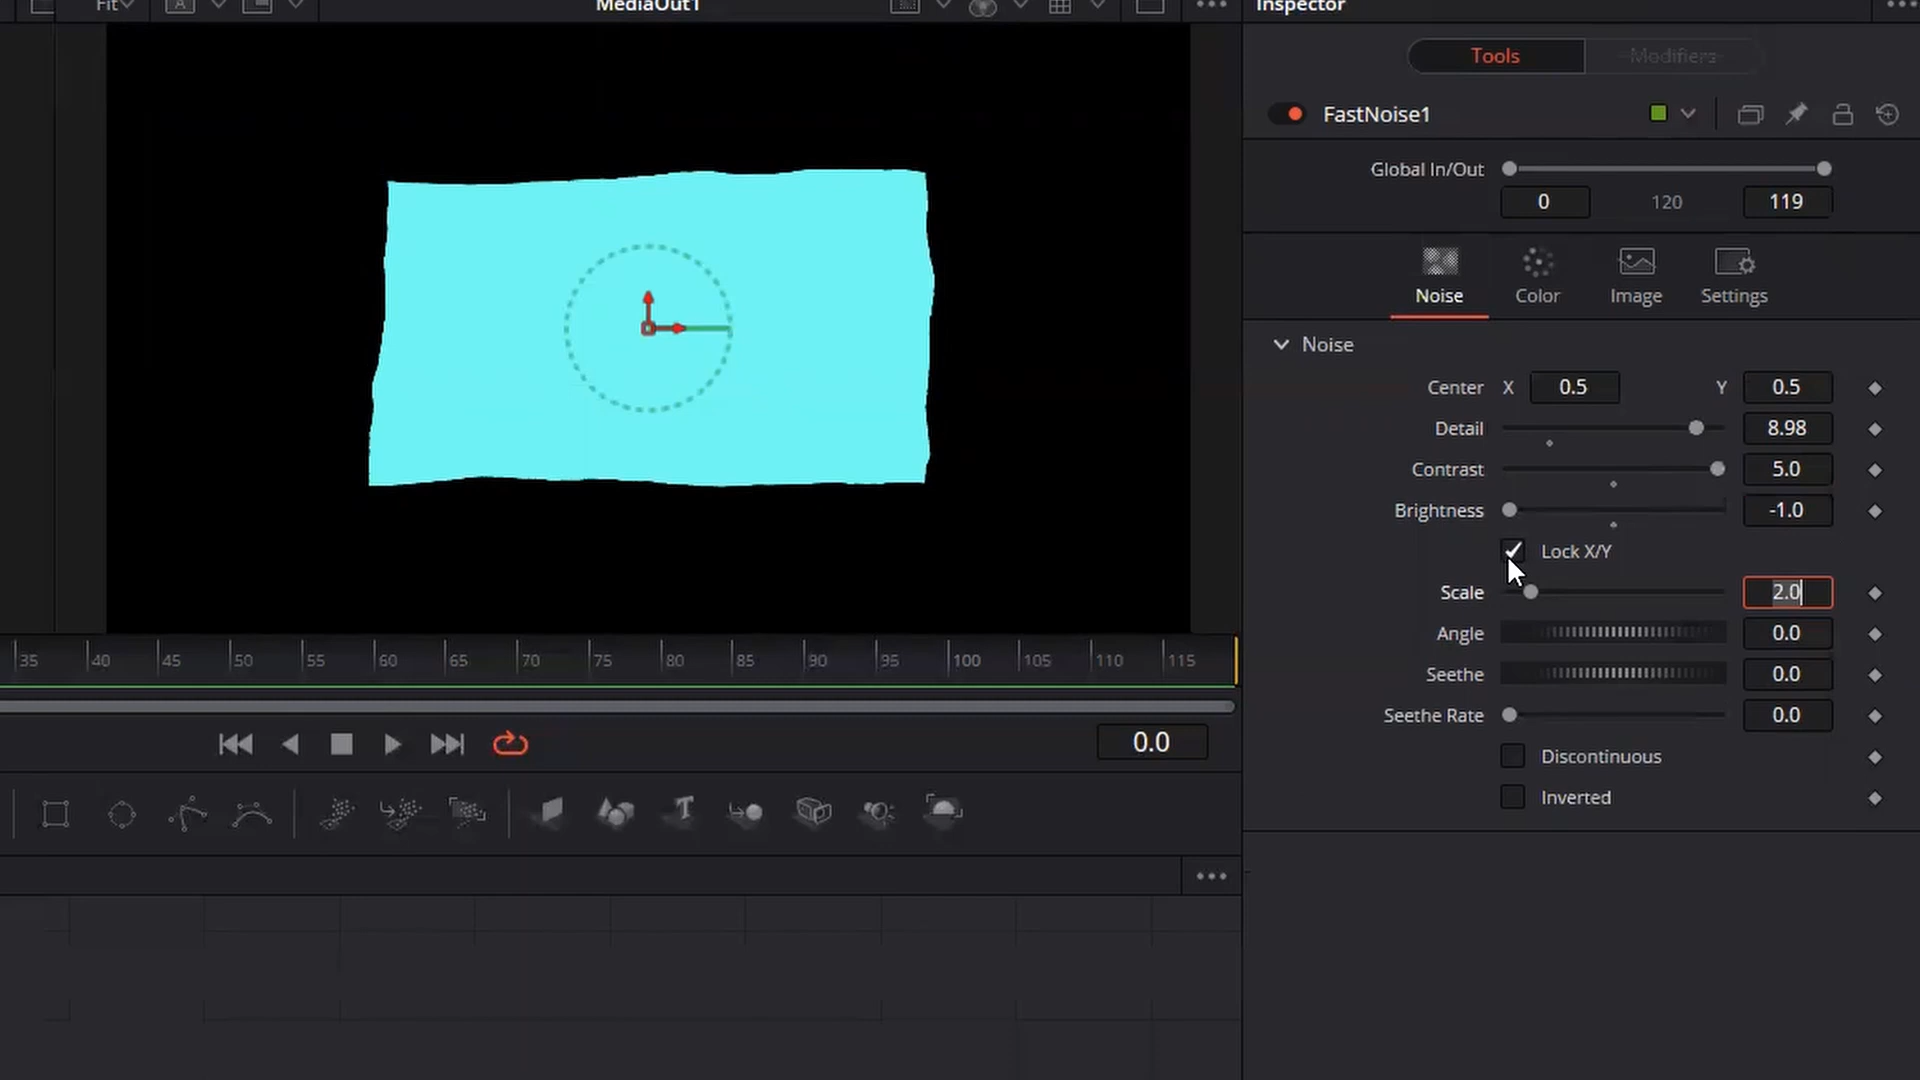 Fit
A
MediaOut1
Inspector
Tools
Modifiers
FastNoise1
Global In/Out
0
120
119
Noise
Color
Image
Settings
Noise
Center X 0.5 Y 0.5
Detail 8.98
Contrast 5.0
Brightness -1.0
Lock X/Y
Scale 2.0
Angle 0.0
Seethe 0.0
Seethe Rate 0.0
Discontinuous
Inverted
35 40 45 50 55 60 65 70 75 80 85 90 95 100 105 110 115
0.0
T